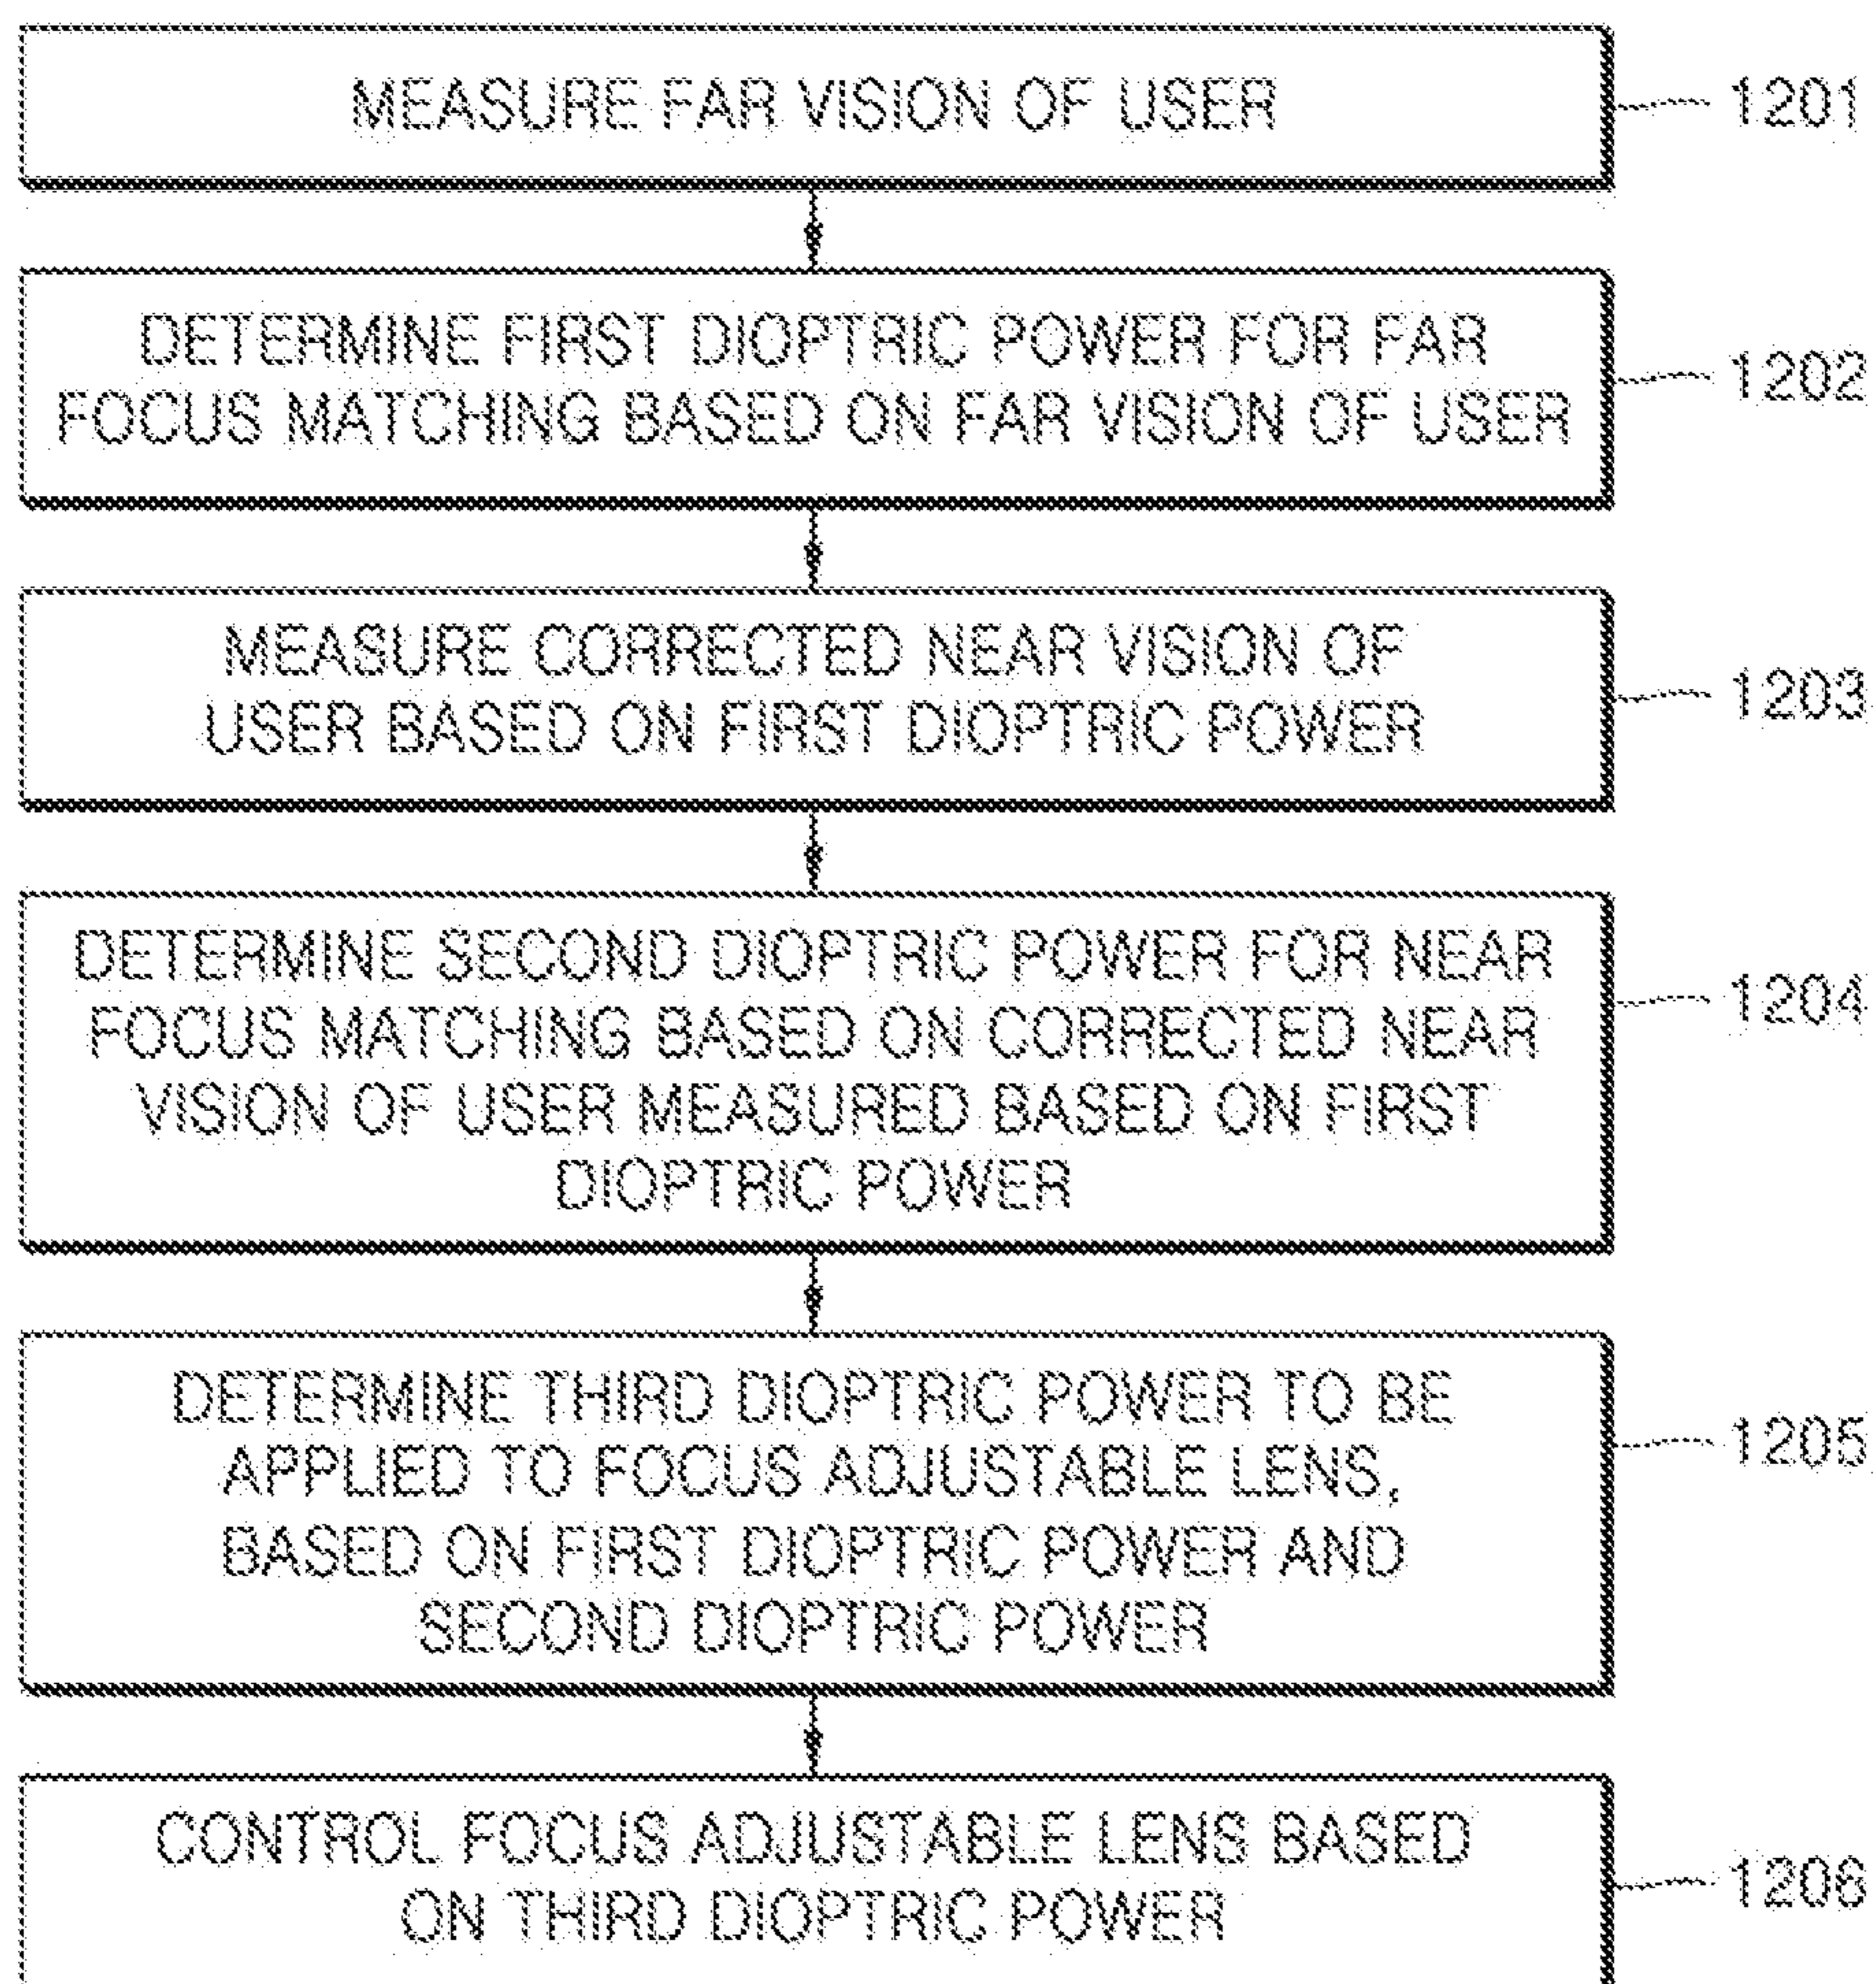 MEASURE FAR VISION OF USER
1201
DETERMINE FIRST DIOPTRIC POWER FOR FAR
FOCUS MATCHING BASED ON FAR VISION OF USER
1202
MEASURE CORRECTED NEAR VISION OF
USER BASED ON FIRST DIOPTRIC POWER
1203
DETERMINE SECOND DIOPTRIC POWER FOR NEAR
FOCUS MATCHING BASED ON CORRECTED NEAR
VISION OF USER MEASURED BASED ON FIRST
DIOPTRIC POWER
1204
DETERMINE THIRD DIOPTRIC POWER TO BE
APPLIED TO FOCUS ADJUSTABLE LENS,
BASED ON FIRST DIOPTRIC POWER AND
SECOND DIOPTRIC POWER
1205
CONTROL FOCUS ADJUSTABLE LENS BASED
ON THIRD DIOPTRIC POWER
1206